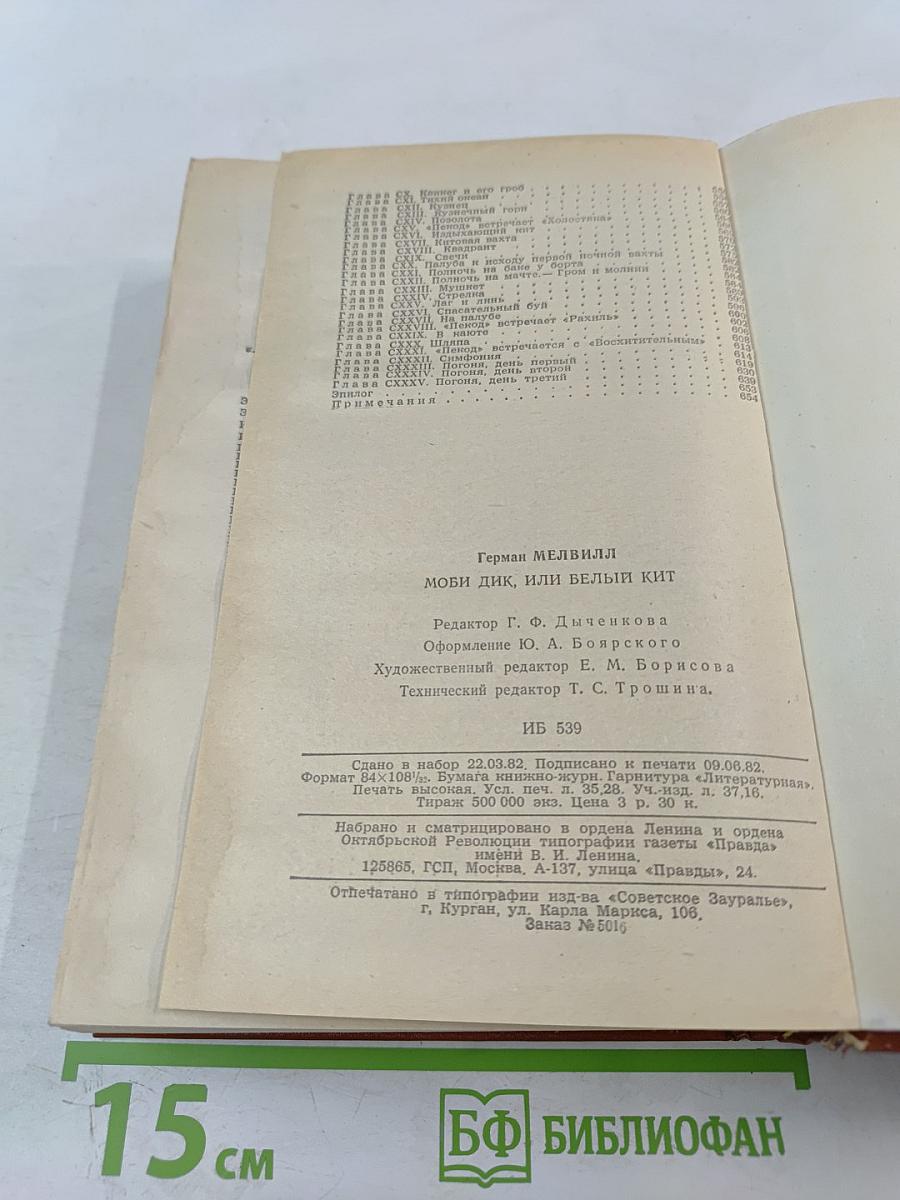 Глава CX. Квикег и его гроб
Глава CXI. Тихий океан
Глава CXII. Кузнец
Глава CXIII. Кузнечный горн
Глава CXIV. Позолота
Глава CXV. «Пекод» встречает «Холостяка»
Глава CXVI. Издыхающий кит
Глава CXVII. Китовая вахта
Глава CXVIII. Квадрант
Глава CXIX. Свечи
Глава CXX. Палуба к исходу первой ночной вахты
Глава CXXI. Полночь на баке у борта
Глава CXXII. Полночь на мачте.— Гром и молнии
Глава CXXIII. Мушкет
Глава CXXIV. Стрелка
Глава CXXV. Лаг и линь
Глава CXXVI. Спасательный буй
Глава CXXVII. На палубе
Глава CXXVIII. «Пекод» встречает «Рахиль»
Глава CXXIX. В каюте
Глава CXXX. Шляпа
Глава CXXXI. «Пекод» встречается с «Восхитительным»
Глава CXXXII. Симфония 614
Глава CXXXIII. Погоня, день первый 619
Глава CXXXIV. Погоня, день второй 630
Глава CXXXV. Погоня, день третий 639
Эпилог 653
Примечания 654
Герман МЕЛВИЛЛ
МОБИ ДИК, ИЛИ БЕЛЫЙ КИТ
Редактор Г. Ф. Дыченкова
Оформление Ю. А. Боярского
Художественный редактор Е. М. Борисова
Технический редактор Т. С. Трошина.
ИБ 539
Сдано в набор 22.03.82. Подписано к печати 09.06.82.
Формат 84×108¹/₃₂. Бумага книжно-журн. Гарнитура «Литературная».
Печать высокая. Усл. печ. л. 35,28. Уч.-изд. л. 37,16.
Тираж 500 000 экз. Цена 3 р. 30 к.
Набрано и сматрицировано в ордена Ленина и ордена
Октябрьской Революции типографии газеты «Правда»
имени В. И. Ленина.
125865, ГСП, Москва, А-137, улица «Правды», 24.
Отпечатано в типографии изд-ва «Советское Зауралье»,
г. Курган, ул. Карла Маркса, 106.
Заказ № 5016
15 см
БФ БИБЛИОФАН